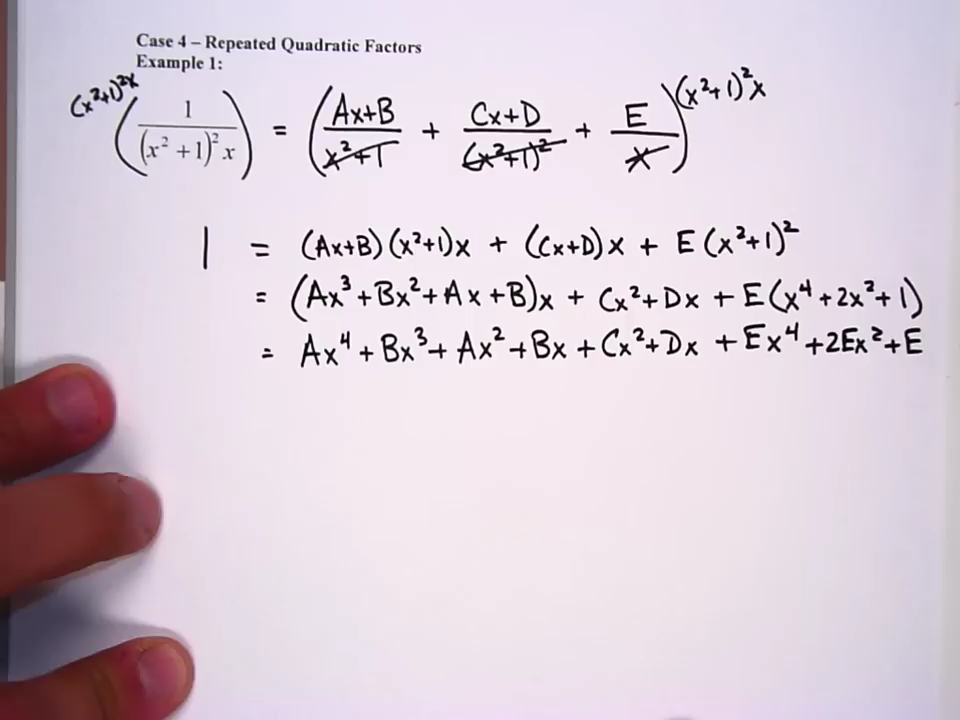 Case 4 – Repeated Quadratic Factors
Example 1:
(x²+1)²x ( 1 / (x² + 1)² x ) = ( Ax+B / x²+1 + Cx+D / (x²+1)² + E / x ) (x²+1)²x
1 = (Ax+B)(x²+1)x + (Cx+D)x + E(x²+1)²
= (Ax³+Bx²+Ax+B)x + Cx²+Dx + E(x⁴+2x²+1)
= Ax⁴+Bx³+Ax²+Bx+Cx²+Dx+Ex⁴+2Ex²+E